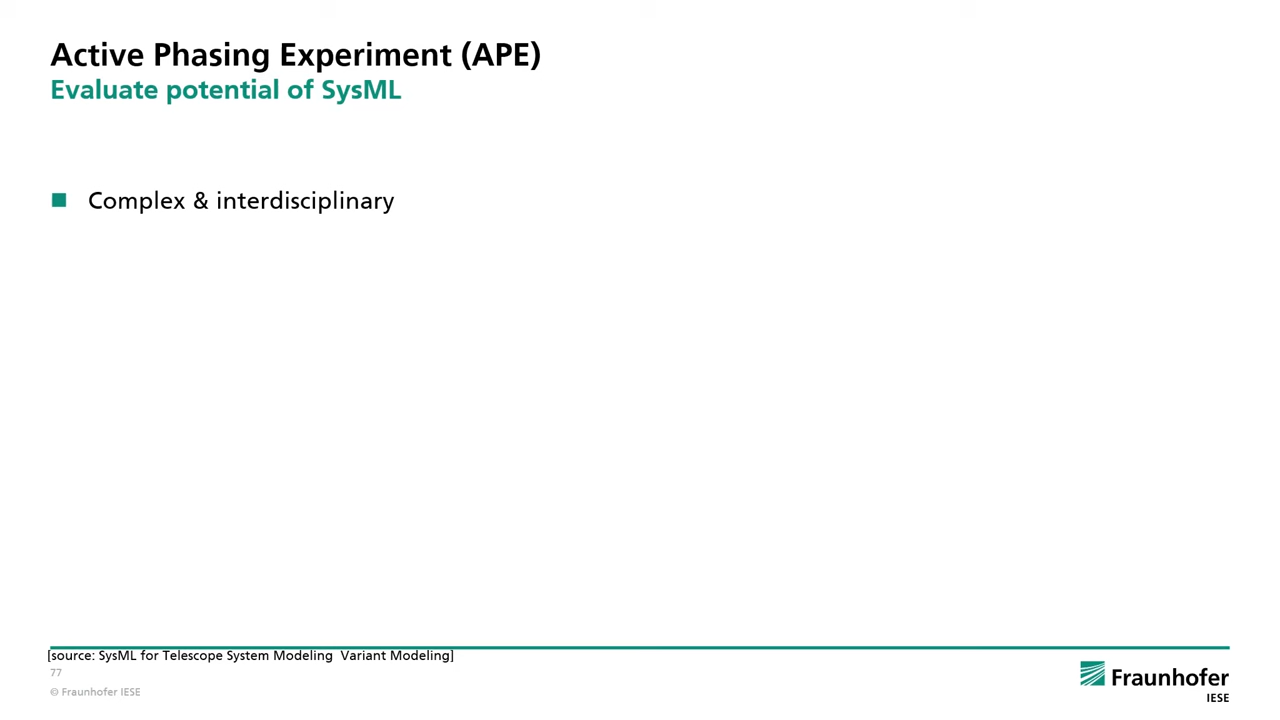 Active Phasing Experiment (APE)
Evaluate potential of SysML
Complex & interdisciplinary
[source: SysML for Telescope System Modeling  Variant Modeling]
77
© Fraunhofer IESE
Fraunhofer
IESE